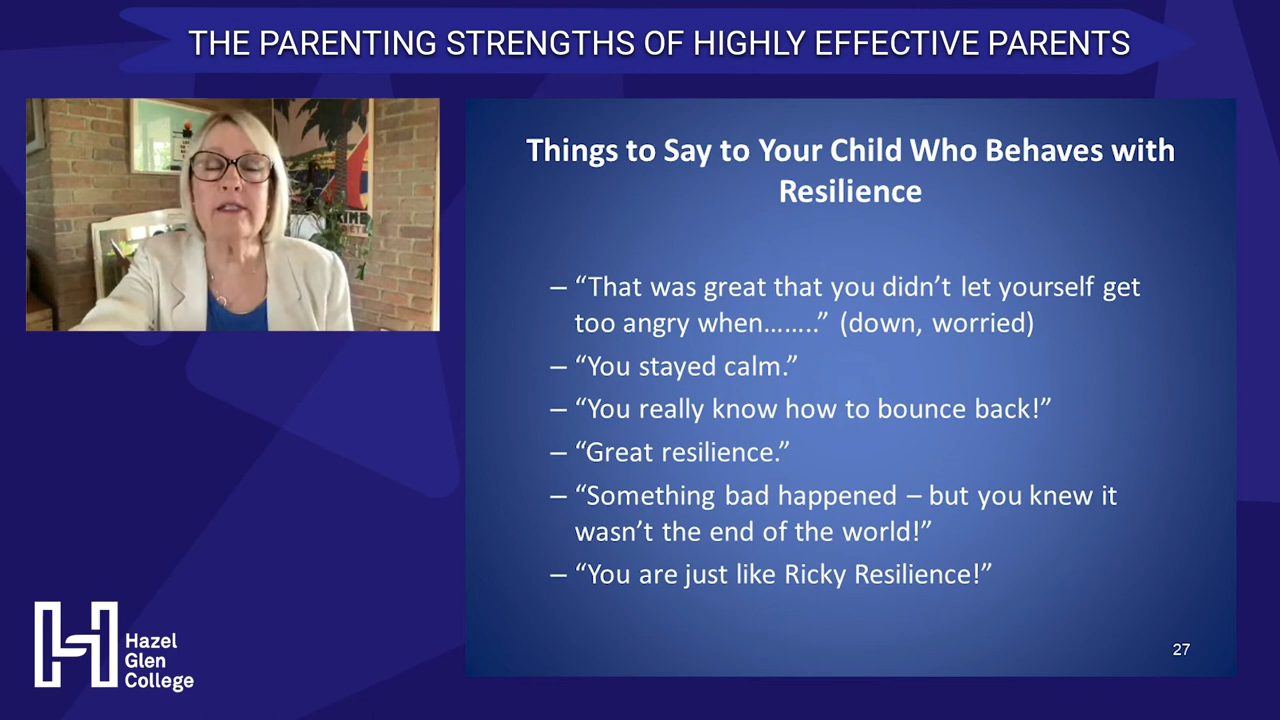 THE PARENTING STRENGTHS OF HIGHLY EFFECTIVE PARENTS
Things to Say to Your Child Who Behaves with
Resilience
– “That was great that you didn’t let yourself get
too angry when……..” (down, worried)
– “You stayed calm.”
– “You really know how to bounce back!”
– “Great resilience.”
– “Something bad happened – but you knew it
wasn’t the end of the world!”
– “You are just like Ricky Resilience!”
27
Hazel
Glen
College